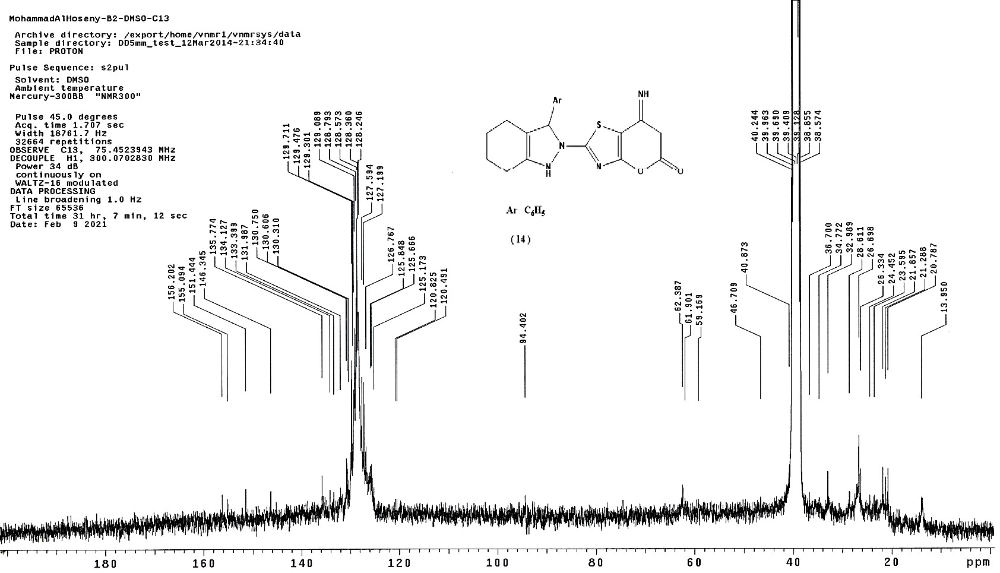 MohammadAlHoseny-B2-DMSO-C13
Archive directory: /export/home/vnmr1/vnmrsys/data
Sample directory: DD5mm_test_12Mar2014-21:34:40
File: PROTON
Pulse Sequence: s2pul
Solvent: DMSO
Ambient temperature
Mercury-300BB "NMR300"
Pulse 45.0 degrees
Acq. time 1.707 sec
Width 18761.7 Hz
32664 repetitions
OBSERVE C13, 75.4523943 MHz
DECOUPLE H1, 300.0702830 MHz
Power 34 dB
continuously on
WALTZ-16 modulated
DATA PROCESSING
Line broadening 1.0 Hz
FT size 65536
Total time 31 hr, 7 min, 12 sec
Date: Feb 9 2021
156.202
155.094
151.444
146.345
135.774
134.127
133.399
131.987
130.750
130.606
130.310
129.711
129.476
129.301
129.089
128.793
128.573
128.360
128.246
127.594
127.199
126.767
125.848
125.666
125.173
120.825
120.491
94.402
62.387
61.901
59.169
46.709
40.873
40.244
39.963
39.690
39.409
39.128
38.855
38.574
36.700
34.772
32.989
28.611
26.698
26.334
24.452
23.595
21.857
21.288
20.787
13.950
Ar
NH
S
N
N
NH
O
O
Ar C6H5
(14)
180 160 140 120 100 80 60 40 20 ppm